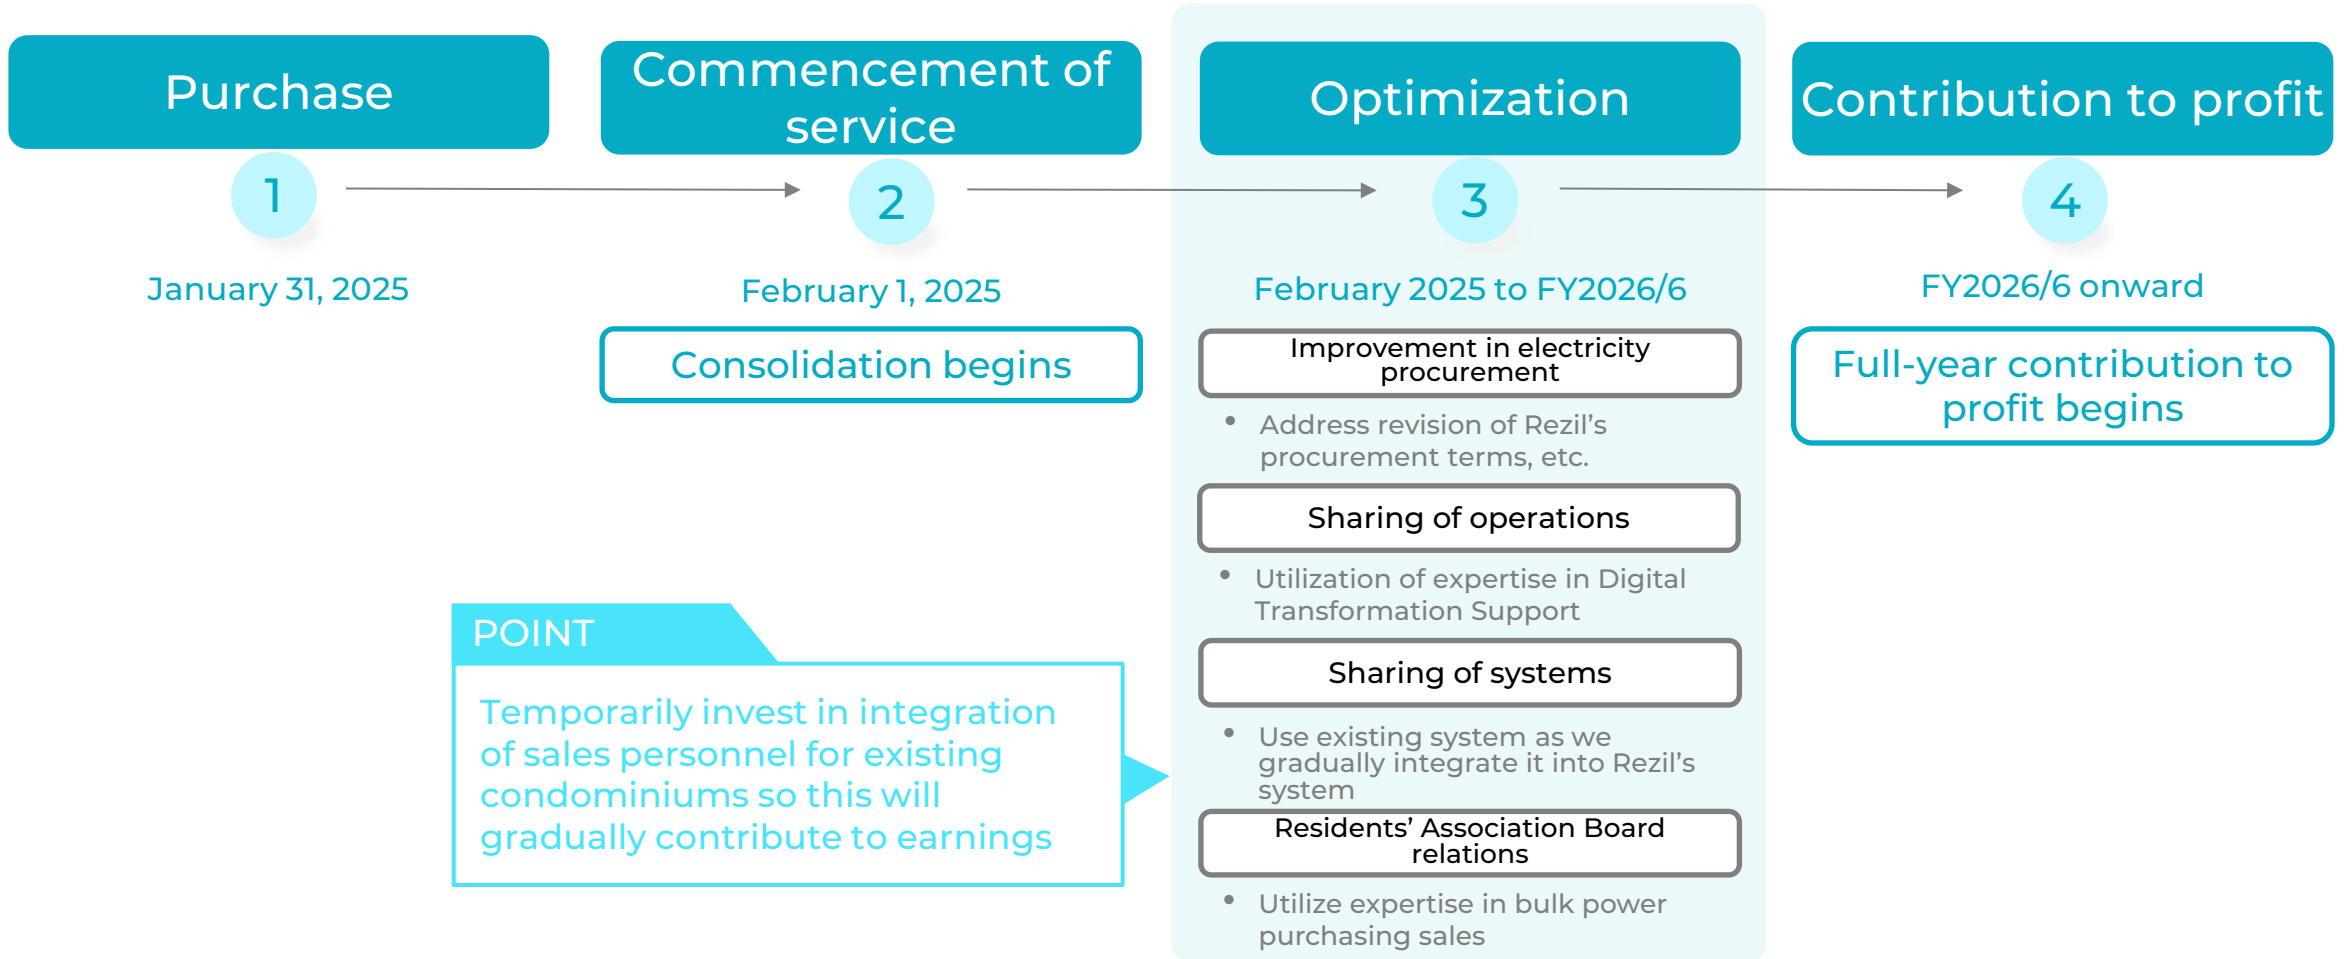 Purchase
1
January 31, 2025
Commencement of
service
2
February 1, 2025
Consolidation begins
POINT
Temporarily invest in integration
of sales personnel for existing
condominiums so this will
gradually contribute to earnings
Optimization
3
February 2025 to FY2026/6
Improvement in electricity
procurement
• Address revision of Rezil’s
procurement terms, etc.
Sharing of operations
• Utilization of expertise in Digital
Transformation Support
Sharing of systems
• Use existing system as we
gradually integrate it into Rezil’s
system
Residents’ Association Board
relations
• Utilize expertise in bulk power
purchasing sales
Contribution to profit
4
FY2026/6 onward
Full-year contribution to
profit begins